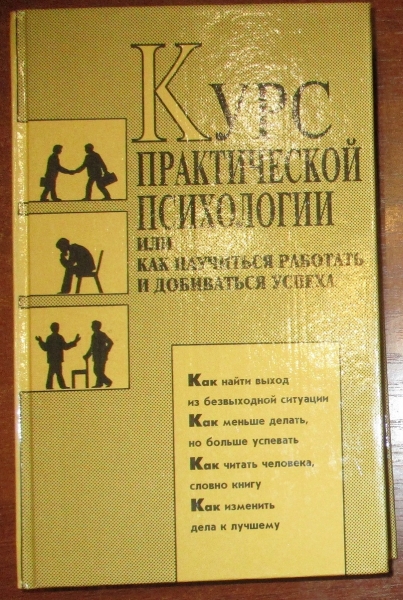 Курс
ПРАКТИЧЕСКОЙ
ПСИХОЛОГИИ
ИЛИ
КАК НАУЧИТЬСЯ РАБОТАТЬ
И ДОБИВАТЬСЯ УСПЕХА
Как найти выход
из безвыходной ситуации
Как меньше делать,
но больше успевать
Как читать человека,
словно книгу
Как изменить
дела к лучшему